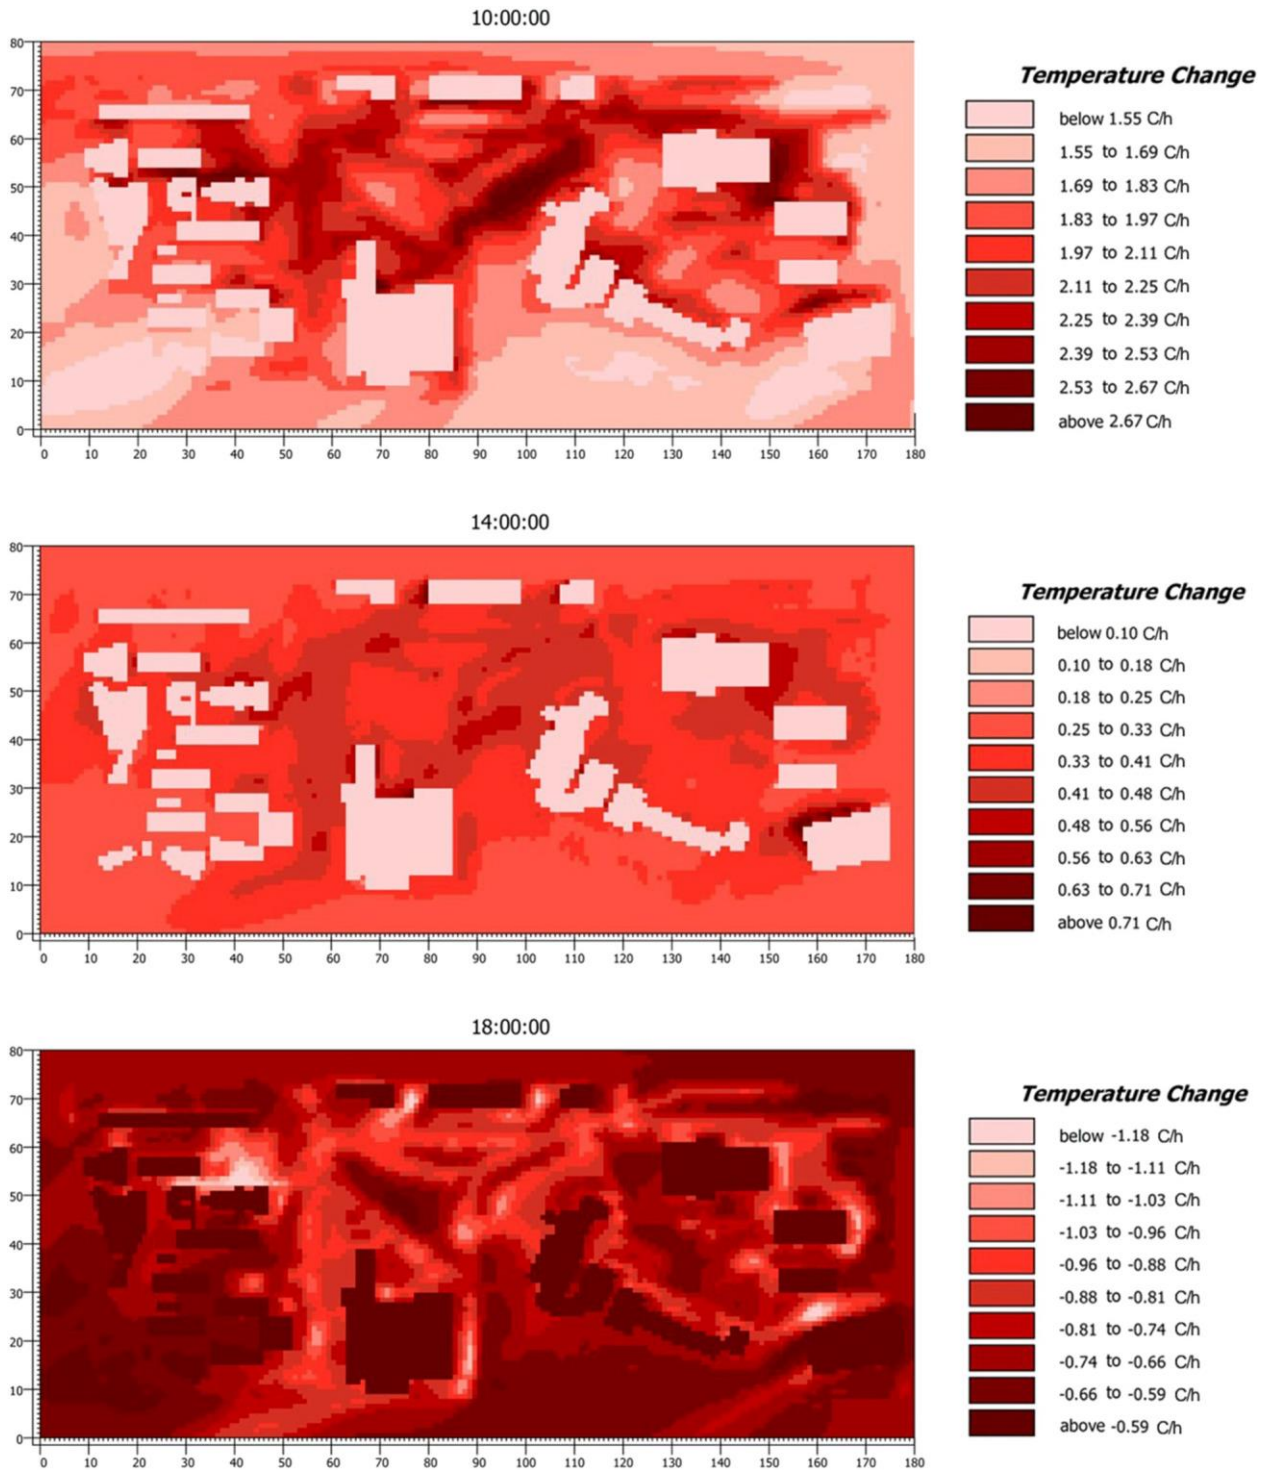 10:00:00
80
70
60
50
40
30
20
10
0
0 10 20 30 40 50 60 70 80 90 100 110 120 130 140 150 160 170 180
Temperature Change
below 1.55 C/h
1.55 to 1.69 C/h
1.69 to 1.83 C/h
1.83 to 1.97 C/h
1.97 to 2.11 C/h
2.11 to 2.25 C/h
2.25 to 2.39 C/h
2.39 to 2.53 C/h
2.53 to 2.67 C/h
above 2.67 C/h
14:00:00
80
70
60
50
40
30
20
10
0
0 10 20 30 40 50 60 70 80 90 100 110 120 130 140 150 160 170 180
Temperature Change
below 0.10 C/h
0.10 to 0.18 C/h
0.18 to 0.25 C/h
0.25 to 0.33 C/h
0.33 to 0.41 C/h
0.41 to 0.48 C/h
0.48 to 0.56 C/h
0.56 to 0.63 C/h
0.63 to 0.71 C/h
above 0.71 C/h
18:00:00
80
70
60
50
40
30
20
10
0
0 10 20 30 40 50 60 70 80 90 100 110 120 130 140 150 160 170 180
Temperature Change
below -1.18 C/h
-1.18 to -1.11 C/h
-1.11 to -1.03 C/h
-1.03 to -0.96 C/h
-0.96 to -0.88 C/h
-0.88 to -0.81 C/h
-0.81 to -0.74 C/h
-0.74 to -0.66 C/h
-0.66 to -0.59 C/h
above -0.59 C/h